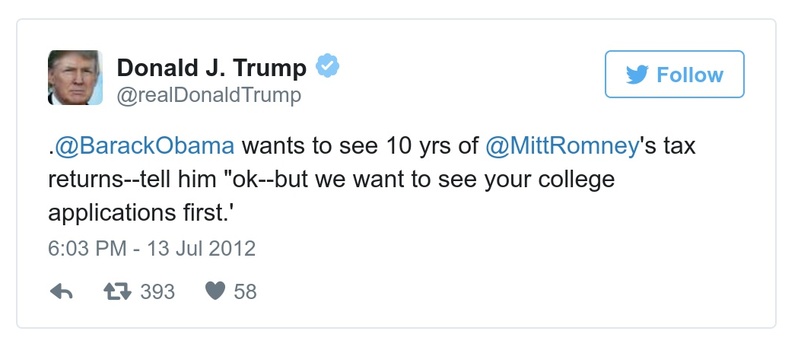 Donald J. Trump
@realDonaldTrump
Follow
.@BarackObama wants to see 10 yrs of @MittRomney's tax
returns--tell him "ok--but we want to see your college
applications first.'
6:03 PM - 13 Jul 2012
393 58